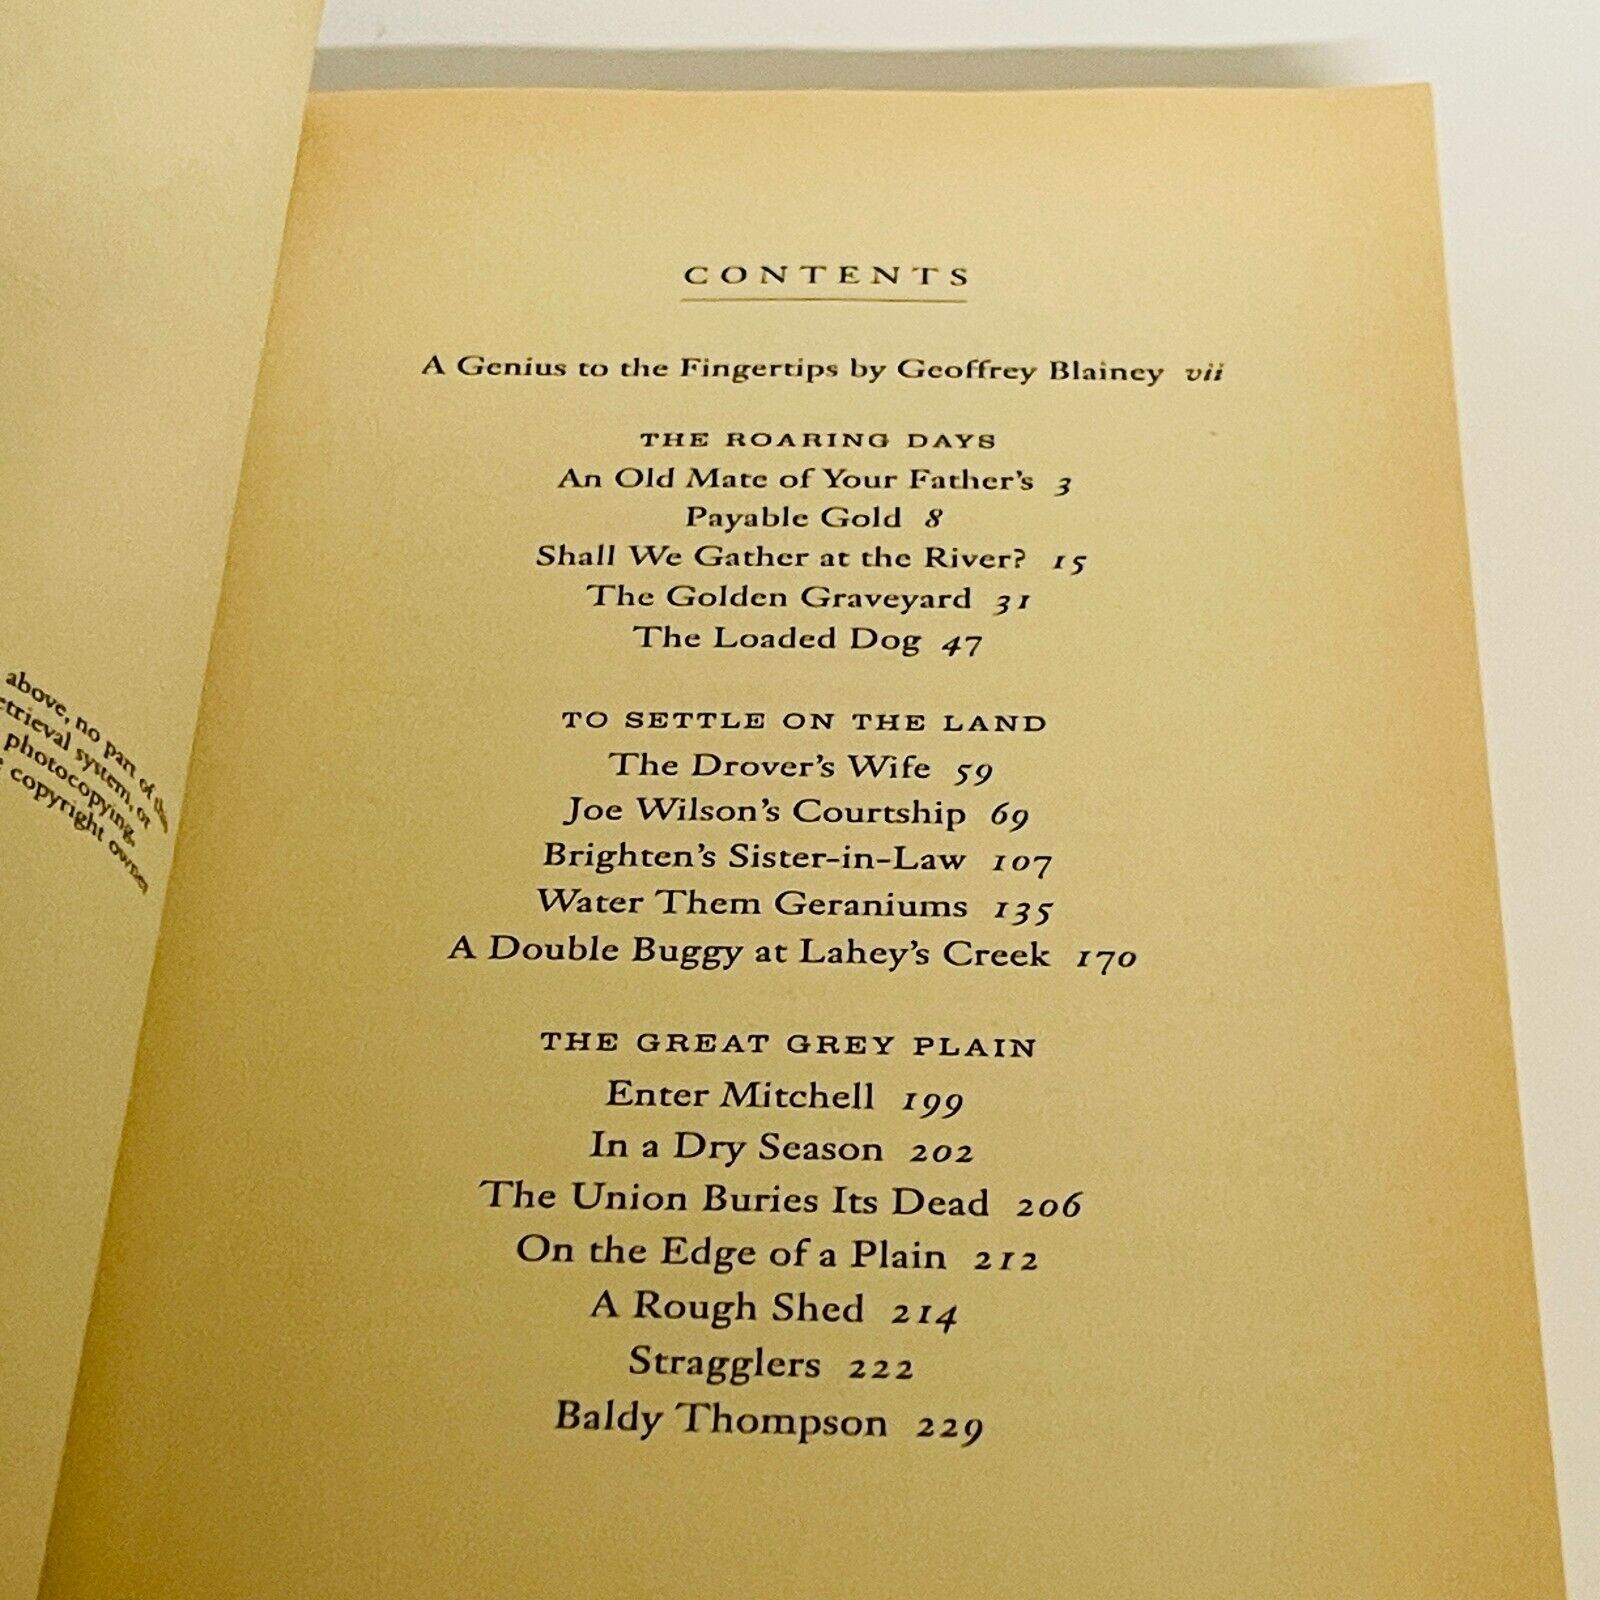 above, no part of this
retrieval system, or
photocopying,
copyright owner
CONTENTS
A Genius to the Fingertips by Geoffrey Blainey vii
THE ROARING DAYS
An Old Mate of Your Father's 3
Payable Gold 8
Shall We Gather at the River? 15
The Golden Graveyard 31
The Loaded Dog 47
TO SETTLE ON THE LAND
The Drover's Wife 59
Joe Wilson's Courtship 69
Brighten's Sister-in-Law 107
Water Them Geraniums 135
A Double Buggy at Lahey's Creek 170
THE GREAT GREY PLAIN
Enter Mitchell 199
In a Dry Season 202
The Union Buries Its Dead 206
On the Edge of a Plain 212
A Rough Shed 214
Stragglers 222
Baldy Thompson 229